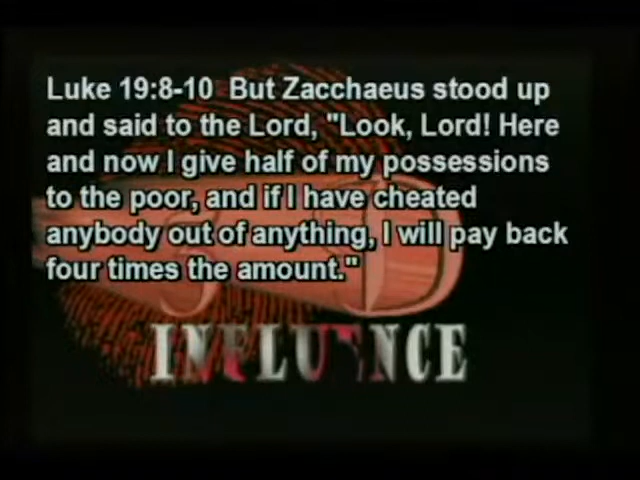 Luke 19:8-10 But Zacchaeus stood up
and said to the Lord, "Look, Lord! Here
and now I give half of my possessions
to the poor, and if I have cheated
anybody out of anything, I will pay back
four times the amount."
INFLUENCE